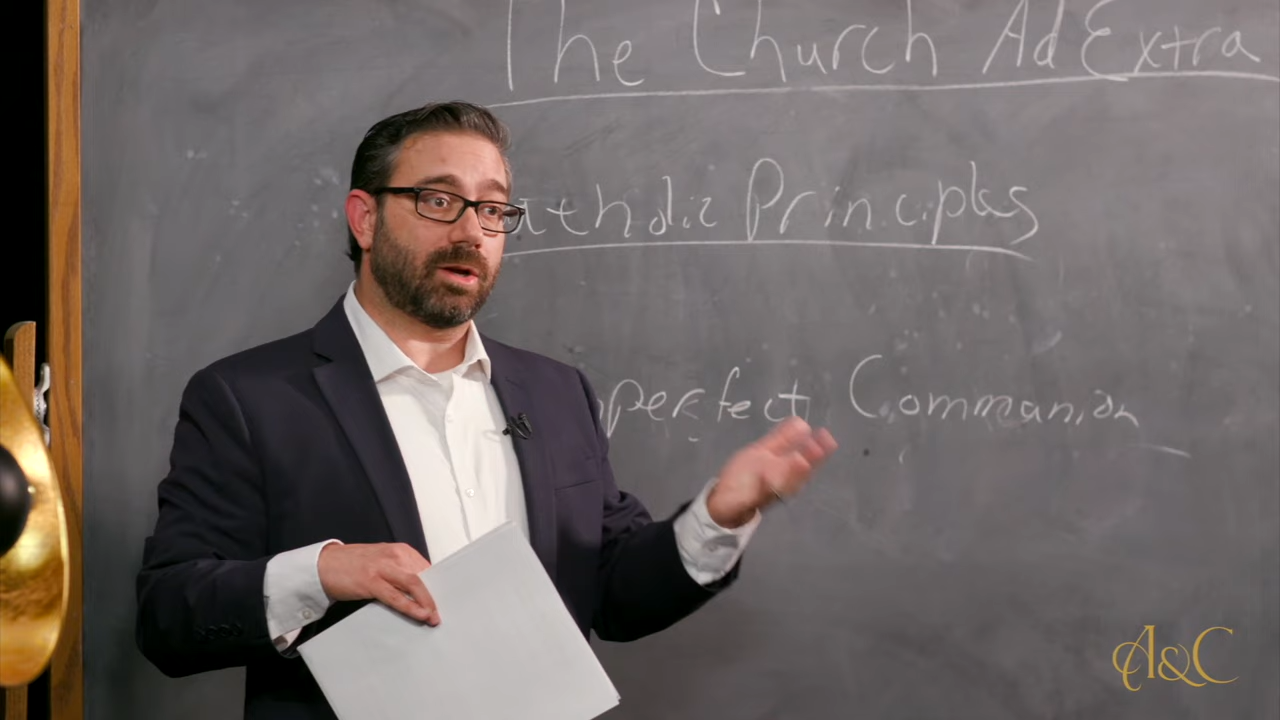 The Church Ad Extra
atholic Principles
perfect Communion
A&C